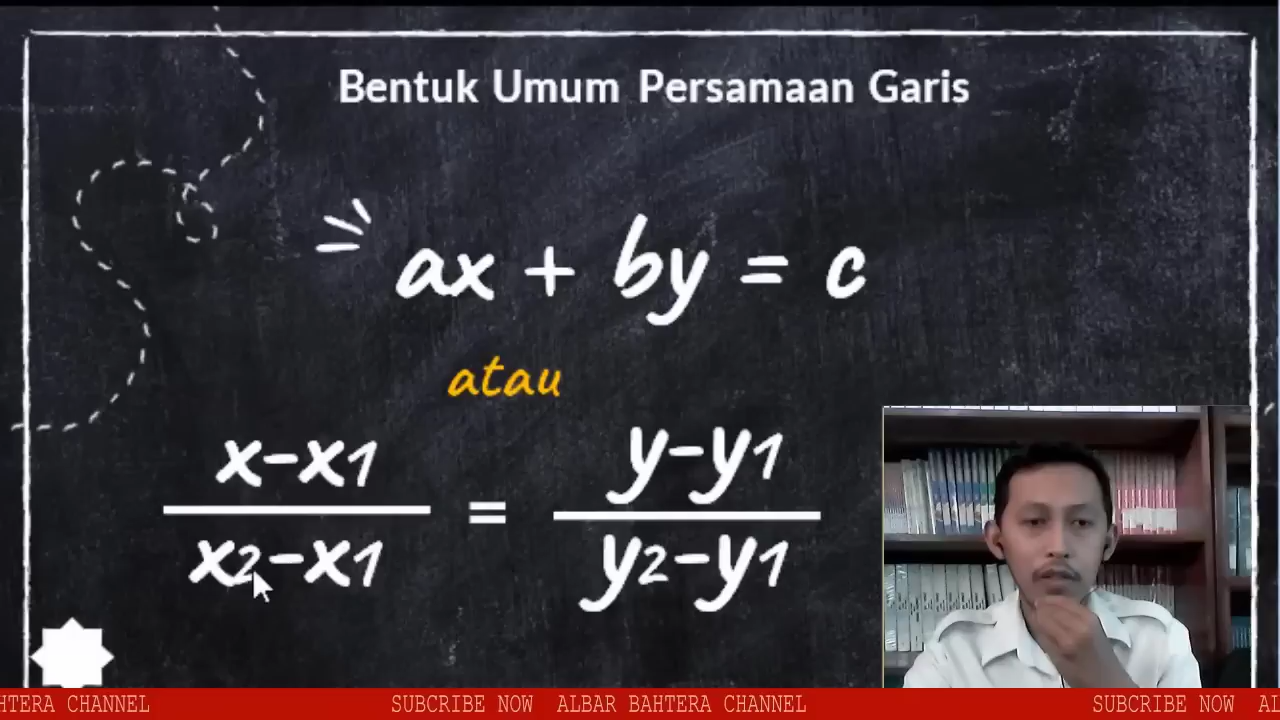 Bentuk Umum Persamaan Garis
ax + by = c
atau
x-x1 = y-y1
x2-x1 y2-y1
HTERA CHANNEL SUBCRIBE NOW ALBAR BAHTERA CHANNEL SUBCRIBE NOW AL